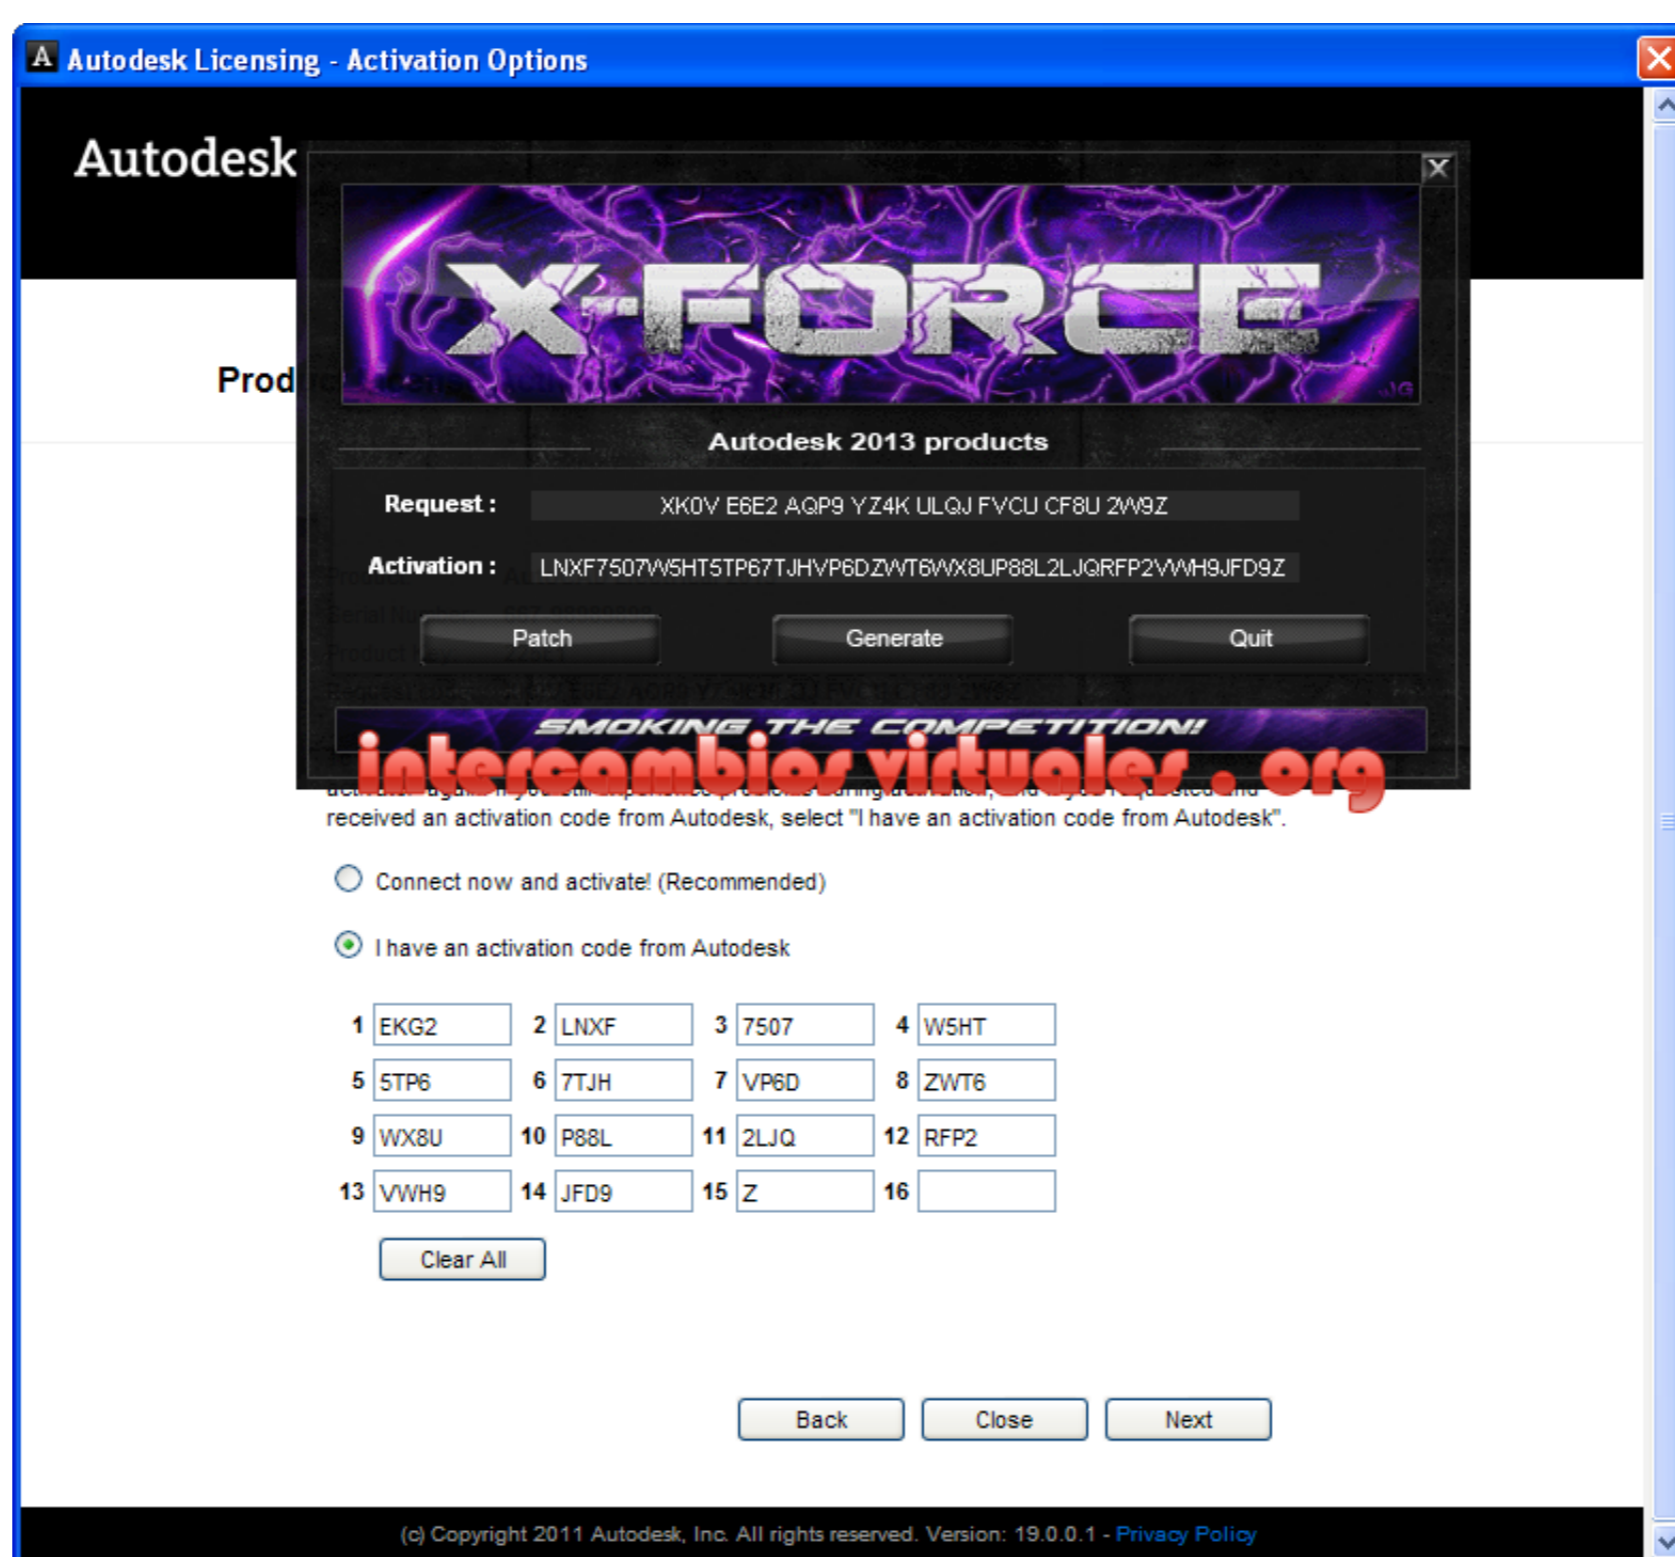 A Autodesk Licensing - Activation Options
Autodesk
X-FORCE
JG
Prod
Autodesk 2013 products
Request : XK0V E6E2 AQP9 YZ4K ULQJ FVCU CF8U 2W9Z
Activation : LNXF7507W5HT5TP67TJHVP6DZWT6WX8UP88L2LJQRFP2VWH9JFD9Z
Patch Generate Quit
SMOKING THE COMPETITION!
intercambios virtuales . org
received an activation code from Autodesk, select "I have an activation code from Autodesk".
Connect now and activate! (Recommended)
I have an activation code from Autodesk
1 EKG2 2 LNXF 3 7507 4 W5HT
5 5TP6 6 7TJH 7 VP6D 8 ZWT6
9 WX8U 10 P88L 11 2LJQ 12 RFP2
13 VWH9 14 JFD9 15 Z 16
Clear All
Back Close Next
(c) Copyright 2011 Autodesk, Inc. All rights reserved. Version: 19.0.0.1 - Privacy Policy